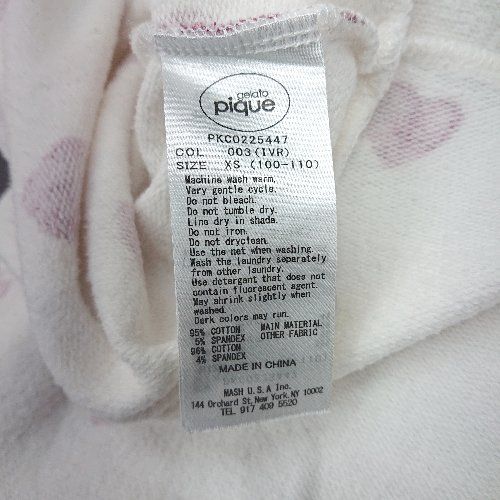 gelato
pique
PKC0225447
COL 003(IVR)
SIZE XS (100-110)
Machine wash warm.
Very gentle cycle.
Do not bleach.
Do not tumble dry.
Line dry in shade.
Do not iron.
Do not dryclean.
Use the net when washing.
Wash the laundry separately
from other laundry.
Use detergent that does not
contain fluorescent agent.
May shrink slightly when
washed.
Dark colors may run.
95% COTTON MAIN MATERIAL
5% SPANDEX OTHER FABRIC
96% COTTON
4% SPANDEX
MADE IN CHINA
MASH U.S.A Inc.
144 Orchard St, New York, NY 10002
TEL 917 409 5520